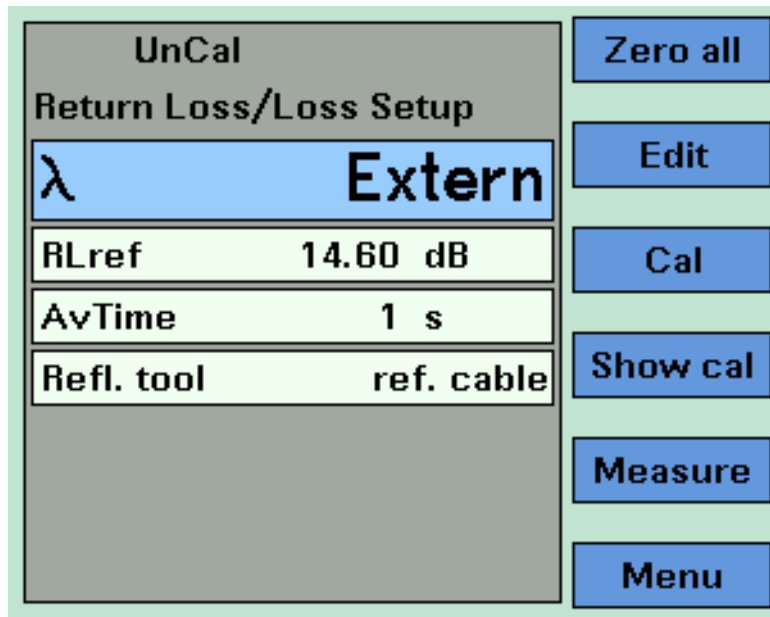 UnCal
Return Loss/Loss Setup
λ Extern
RLref 14.60 dB
AvTime 1 s
Refl. tool ref. cable
Zero all
Edit
Cal
Show cal
Measure
Menu